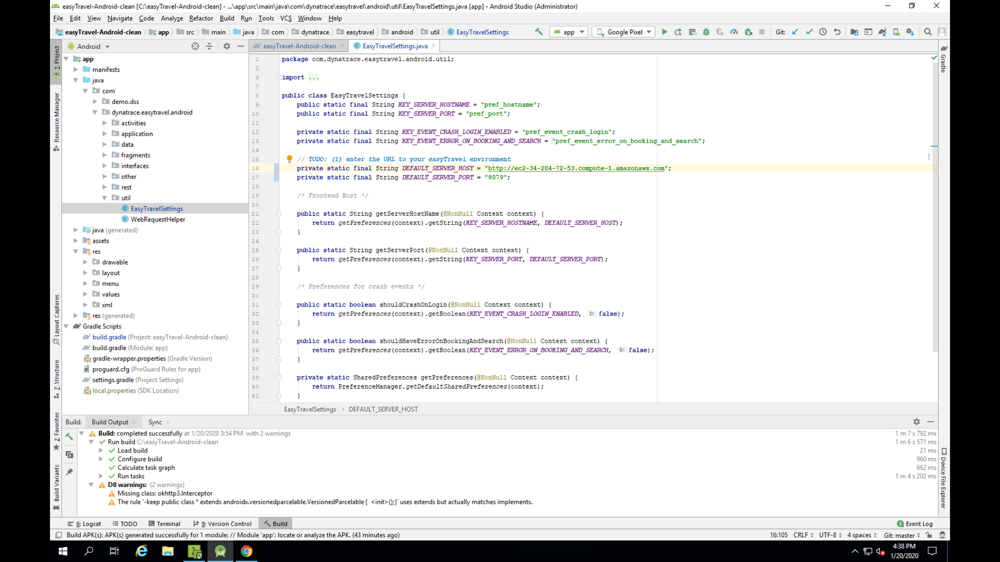 easyTravel-Android-clean [C:\easyTravel-Android-clean] - ...\app\src\main\java\com\dynatrace\easytravel\android\util\EasyTravelSettings.java [app] - Android Studio (Administrator)
File Edit View Navigate Code Analyze Refactor Build Run Tools VCS Window Help
easyTravel-Android-clean app src main java com dynatrace easytravel android util EasyTravelSettings app Google Pixel Git:
1: Project
Resource Manager
Layout Captures
7: Structure
2: Favorites
Build Variants
Android
app
manifests
java
com
demo.dss
dynatrace.easytravel.android
activities
application
data
fragments
interfaces
other
rest
util
EasyTravelSettings
WebRequestHelper
java (generated)
assets
res
drawable
layout
menu
values
xml
res (generated)
Gradle Scripts
build.gradle (Project: easyTravel-Android-clean)
build.gradle (Module: app)
gradle-wrapper.properties (Gradle Version)
proguard.cfg (ProGuard Rules for app)
settings.gradle (Project Settings)
local.properties (SDK Location)
easyTravel-Android-clean EasyTravelSettings.java
1 package com.dynatrace.easytravel.android.util;
2
3 import ...
7
8 public class EasyTravelSettings {
9 public static final String KEY_SERVER_HOSTNAME = "pref_hostname";
10 public static final String KEY_SERVER_PORT = "pref_port";
11
12 private static final String KEY_EVENT_CRASH_LOGIN_ENABLED = "pref_event_crash_login";
13 private static final String KEY_EVENT_ERROR_ON_BOOKING_AND_SEARCH = "pref_event_error_on_booking_and_search";
14
15 // TODO: (1) enter the URL to your easyTravel environment
16 private static final String DEFAULT_SERVER_HOST = "http://ec2-34-204-72-53.compute-1.amazonaws.com";
17 private static final String DEFAULT_SERVER_PORT = "8079";
18
19 /* Frontend Host */
20
21 public static String getServerHostName(@NonNull Context context) {
22 return getPreferences(context).getString(KEY_SERVER_HOSTNAME, DEFAULT_SERVER_HOST);
23 }
24
25 public static String getServerPort(@NonNull Context context) {
26 return getPreferences(context).getString(KEY_SERVER_PORT, DEFAULT_SERVER_PORT);
27 }
28
29 /* Preferences for crash events */
30
31 public static boolean shouldCrashOnLogin(@NonNull Context context) {
32 return getPreferences(context).getBoolean(KEY_EVENT_CRASH_LOGIN_ENABLED, b: false);
33 }
34
35 public static boolean shouldHaveErrorOnBookingAndSearch(@NonNull Context context) {
36 return getPreferences(context).getBoolean(KEY_EVENT_ERROR_ON_BOOKING_AND_SEARCH, b: false);
37 }
38
39 private static SharedPreferences getPreferences(@NonNull Context context) {
40 return PreferenceManager.getDefaultSharedPreferences(context);
41 }
EasyTravelSettings › DEFAULT_SERVER_HOST
Gradle
Device File Explorer
Build: Build Output Sync
Build: completed successfully at 1/20/2020 3:54 PM with 2 warnings 1 m 7 s 792 ms
Run build C:\easyTravel-Android-clean 1 m 6 s 571 ms
Load build 21 ms
Configure build 960 ms
Calculate task graph 662 ms
Run tasks 1 m 4 s 202 ms
D8 warnings: (2 warnings)
Missing class: okhttp3.Interceptor
The rule `-keep public class * extends androidx.versionedparcelable.VersionedParcelable { <init>();}` uses extends but actually matches implements.
6: Logcat TODO Terminal 9: Version Control Build 3 Event Log
Build APK(s): APK(s) generated successfully for 1 module: // Module 'app': locate or analyze the APK. (43 minutes ago) 16:105 CRLF UTF-8 4 spaces Git: master
4:38 PM
1/20/2020